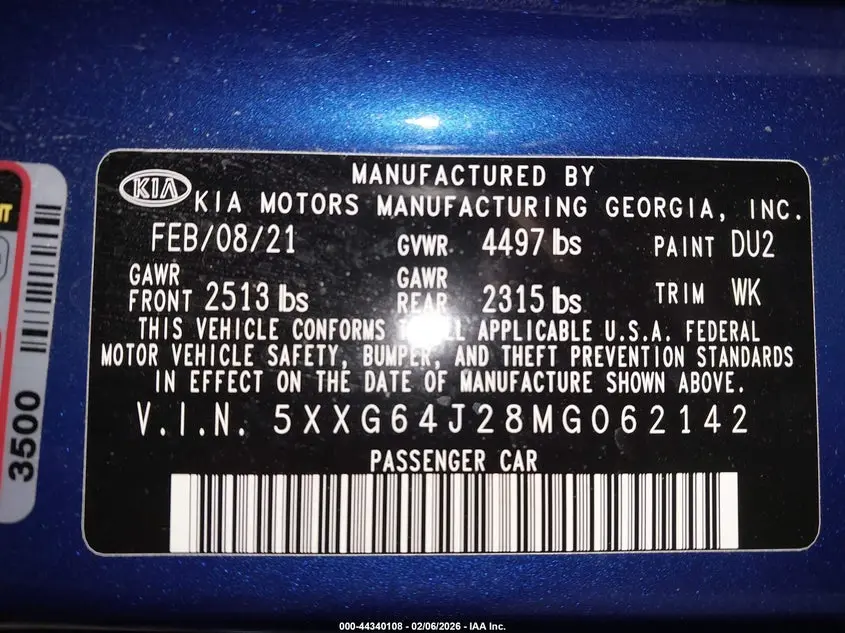 MANUFACTURED BY
KIA KIA MOTORS MANUFACTURING GEORGIA, INC.
FEB/08/21 GVWR 4497 lbs PAINT DU2
GAWR FRONT 2513 lbs GAWR REAR 2315 lbs TRIM WK
THIS VEHICLE CONFORMS APPLICABLE U.S.A. FEDERAL
MOTOR VEHICLE SAFETY, BUMPER, AND THEFT PREVENTION STANDARDS
IN EFFECT ON THE DATE OF MANUFACTURE SHOWN ABOVE.
V.I.N. 5XXG64J28MG062142
PASSENGER CAR
3500
000-44340108 - 02/06/2026 - IAA Inc.